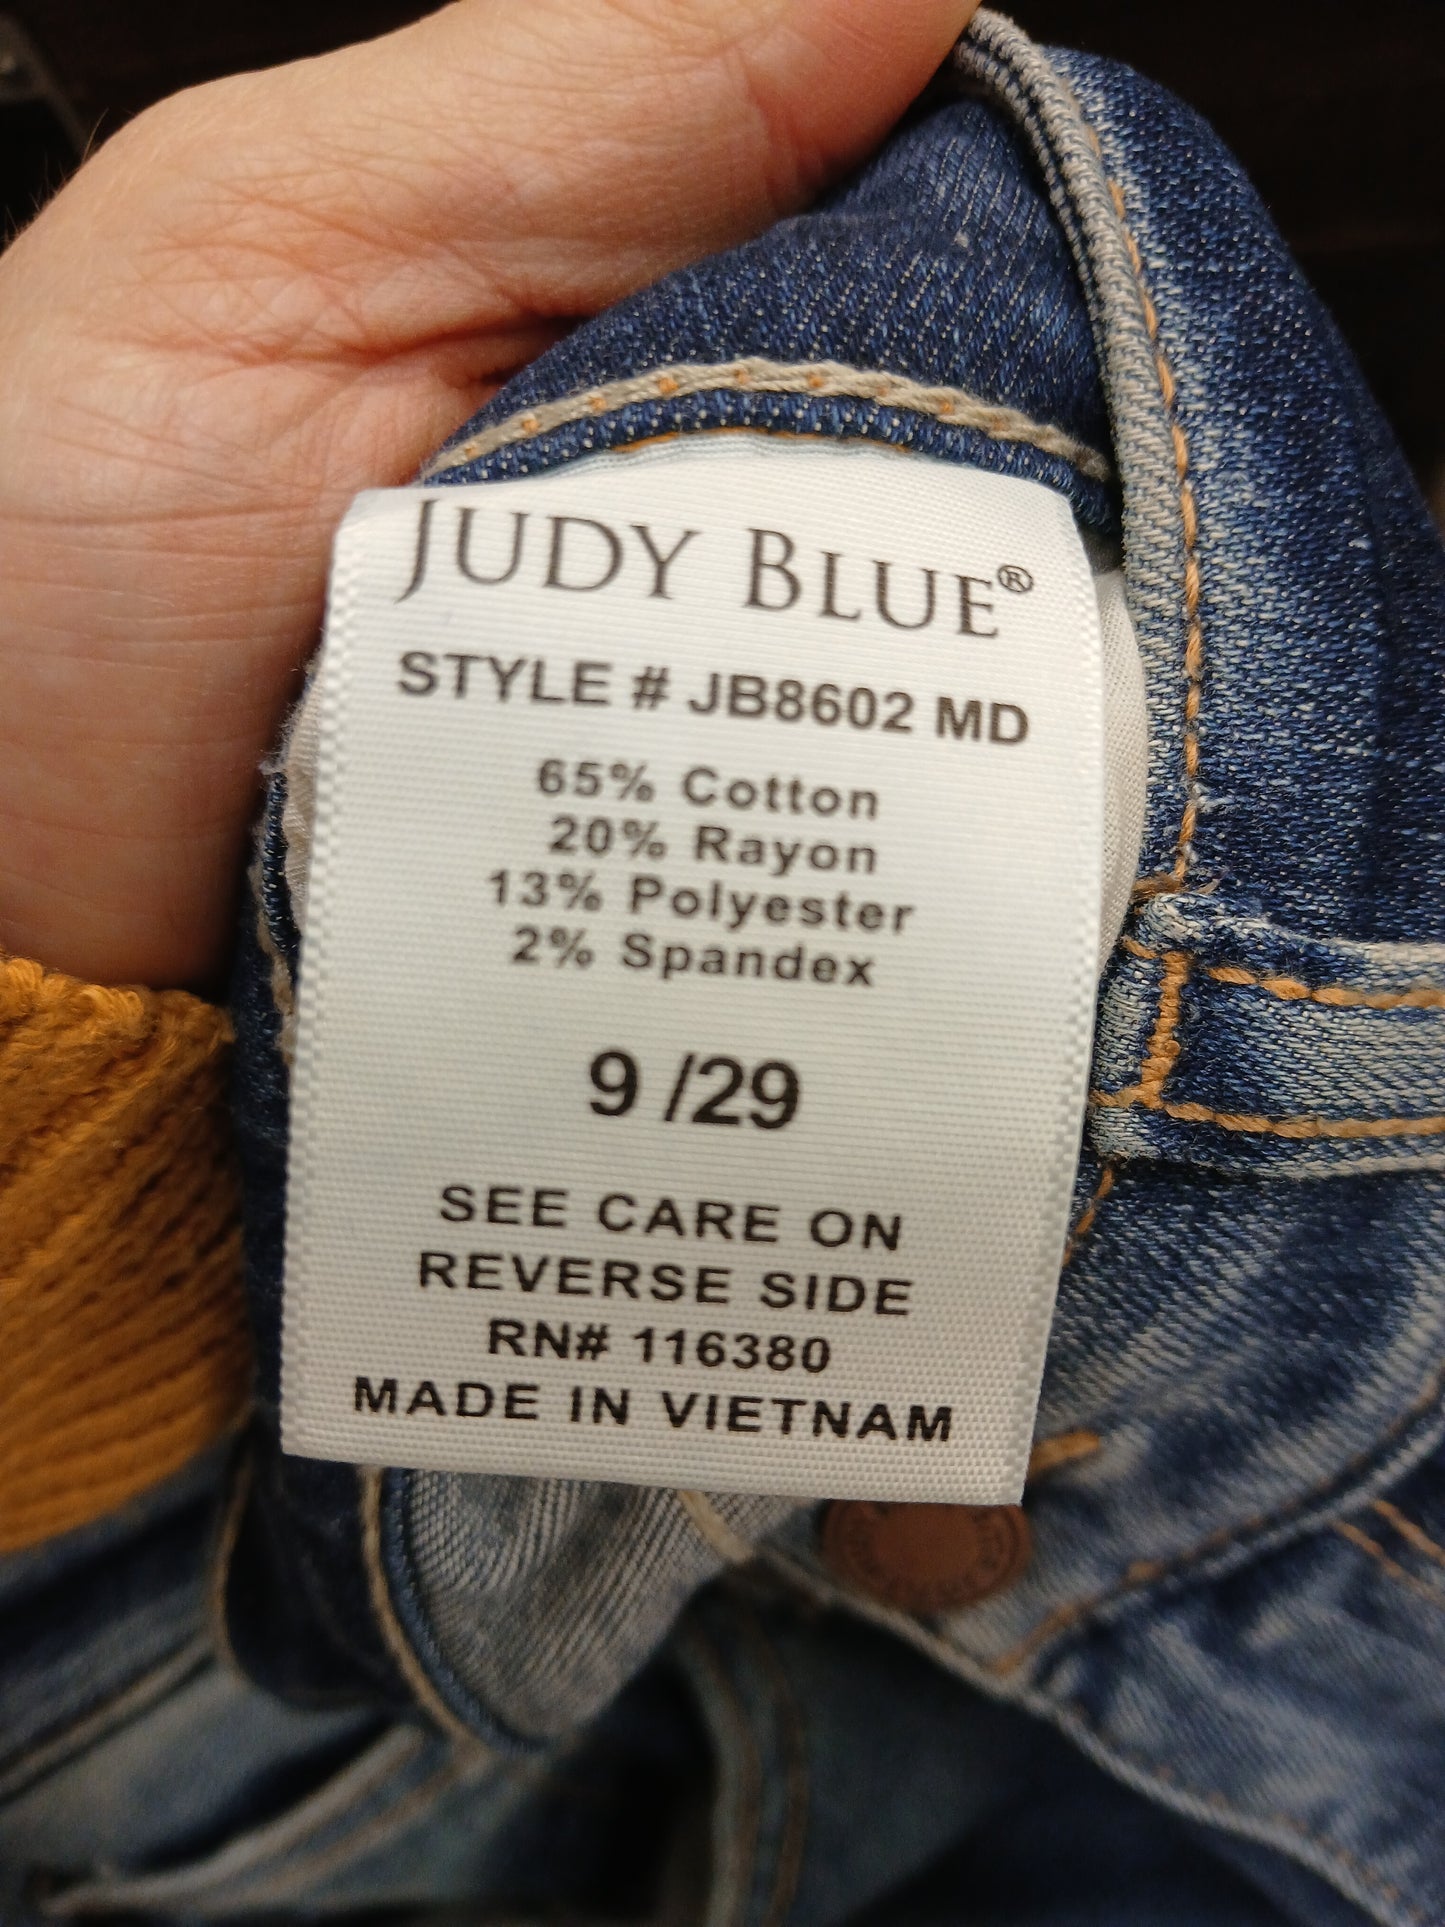 JUDY BLUE®
STYLE # JB8602 MD
65% Cotton
20% Rayon
13% Polyester
2% Spandex
9 /29
SEE CARE ON
REVERSE SIDE
RN# 116380
MADE IN VIETNAM